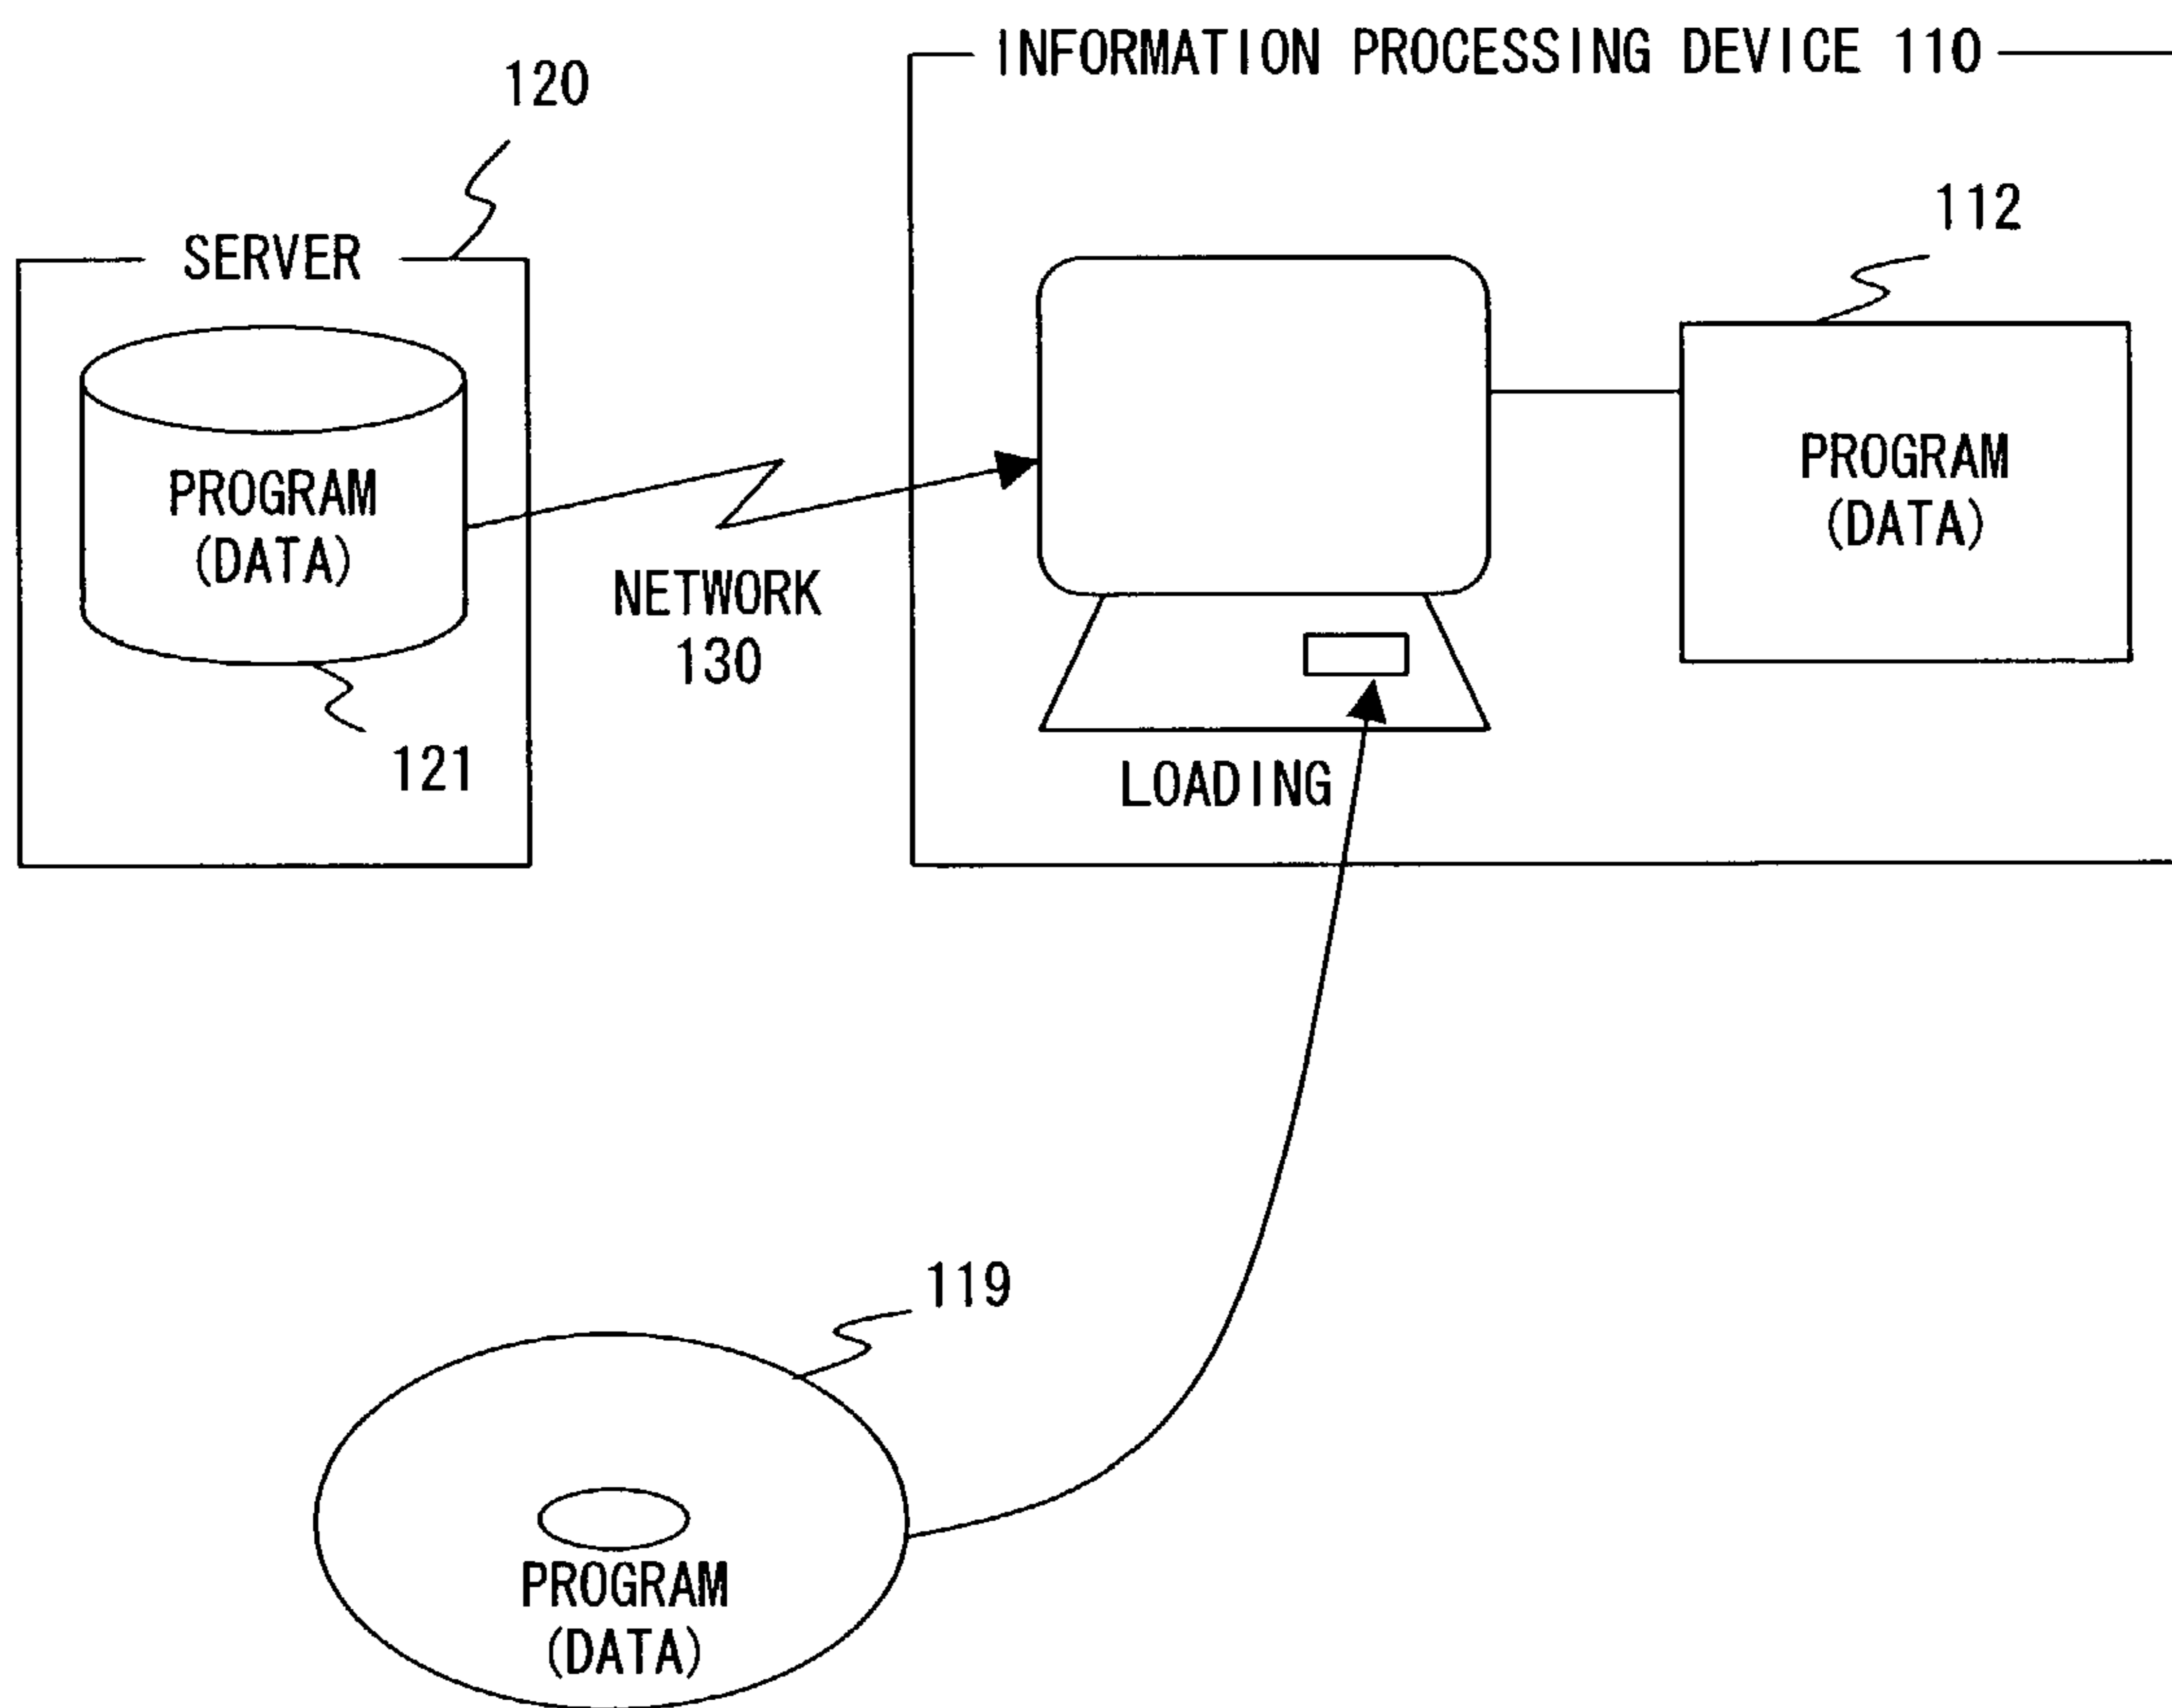 INFORMATION PROCESSING DEVICE 110
120
112
SERVER
PROGRAM
(DATA)
121
NETWORK
130
PROGRAM
(DATA)
LOADING
119
PROGRAM
(DATA)